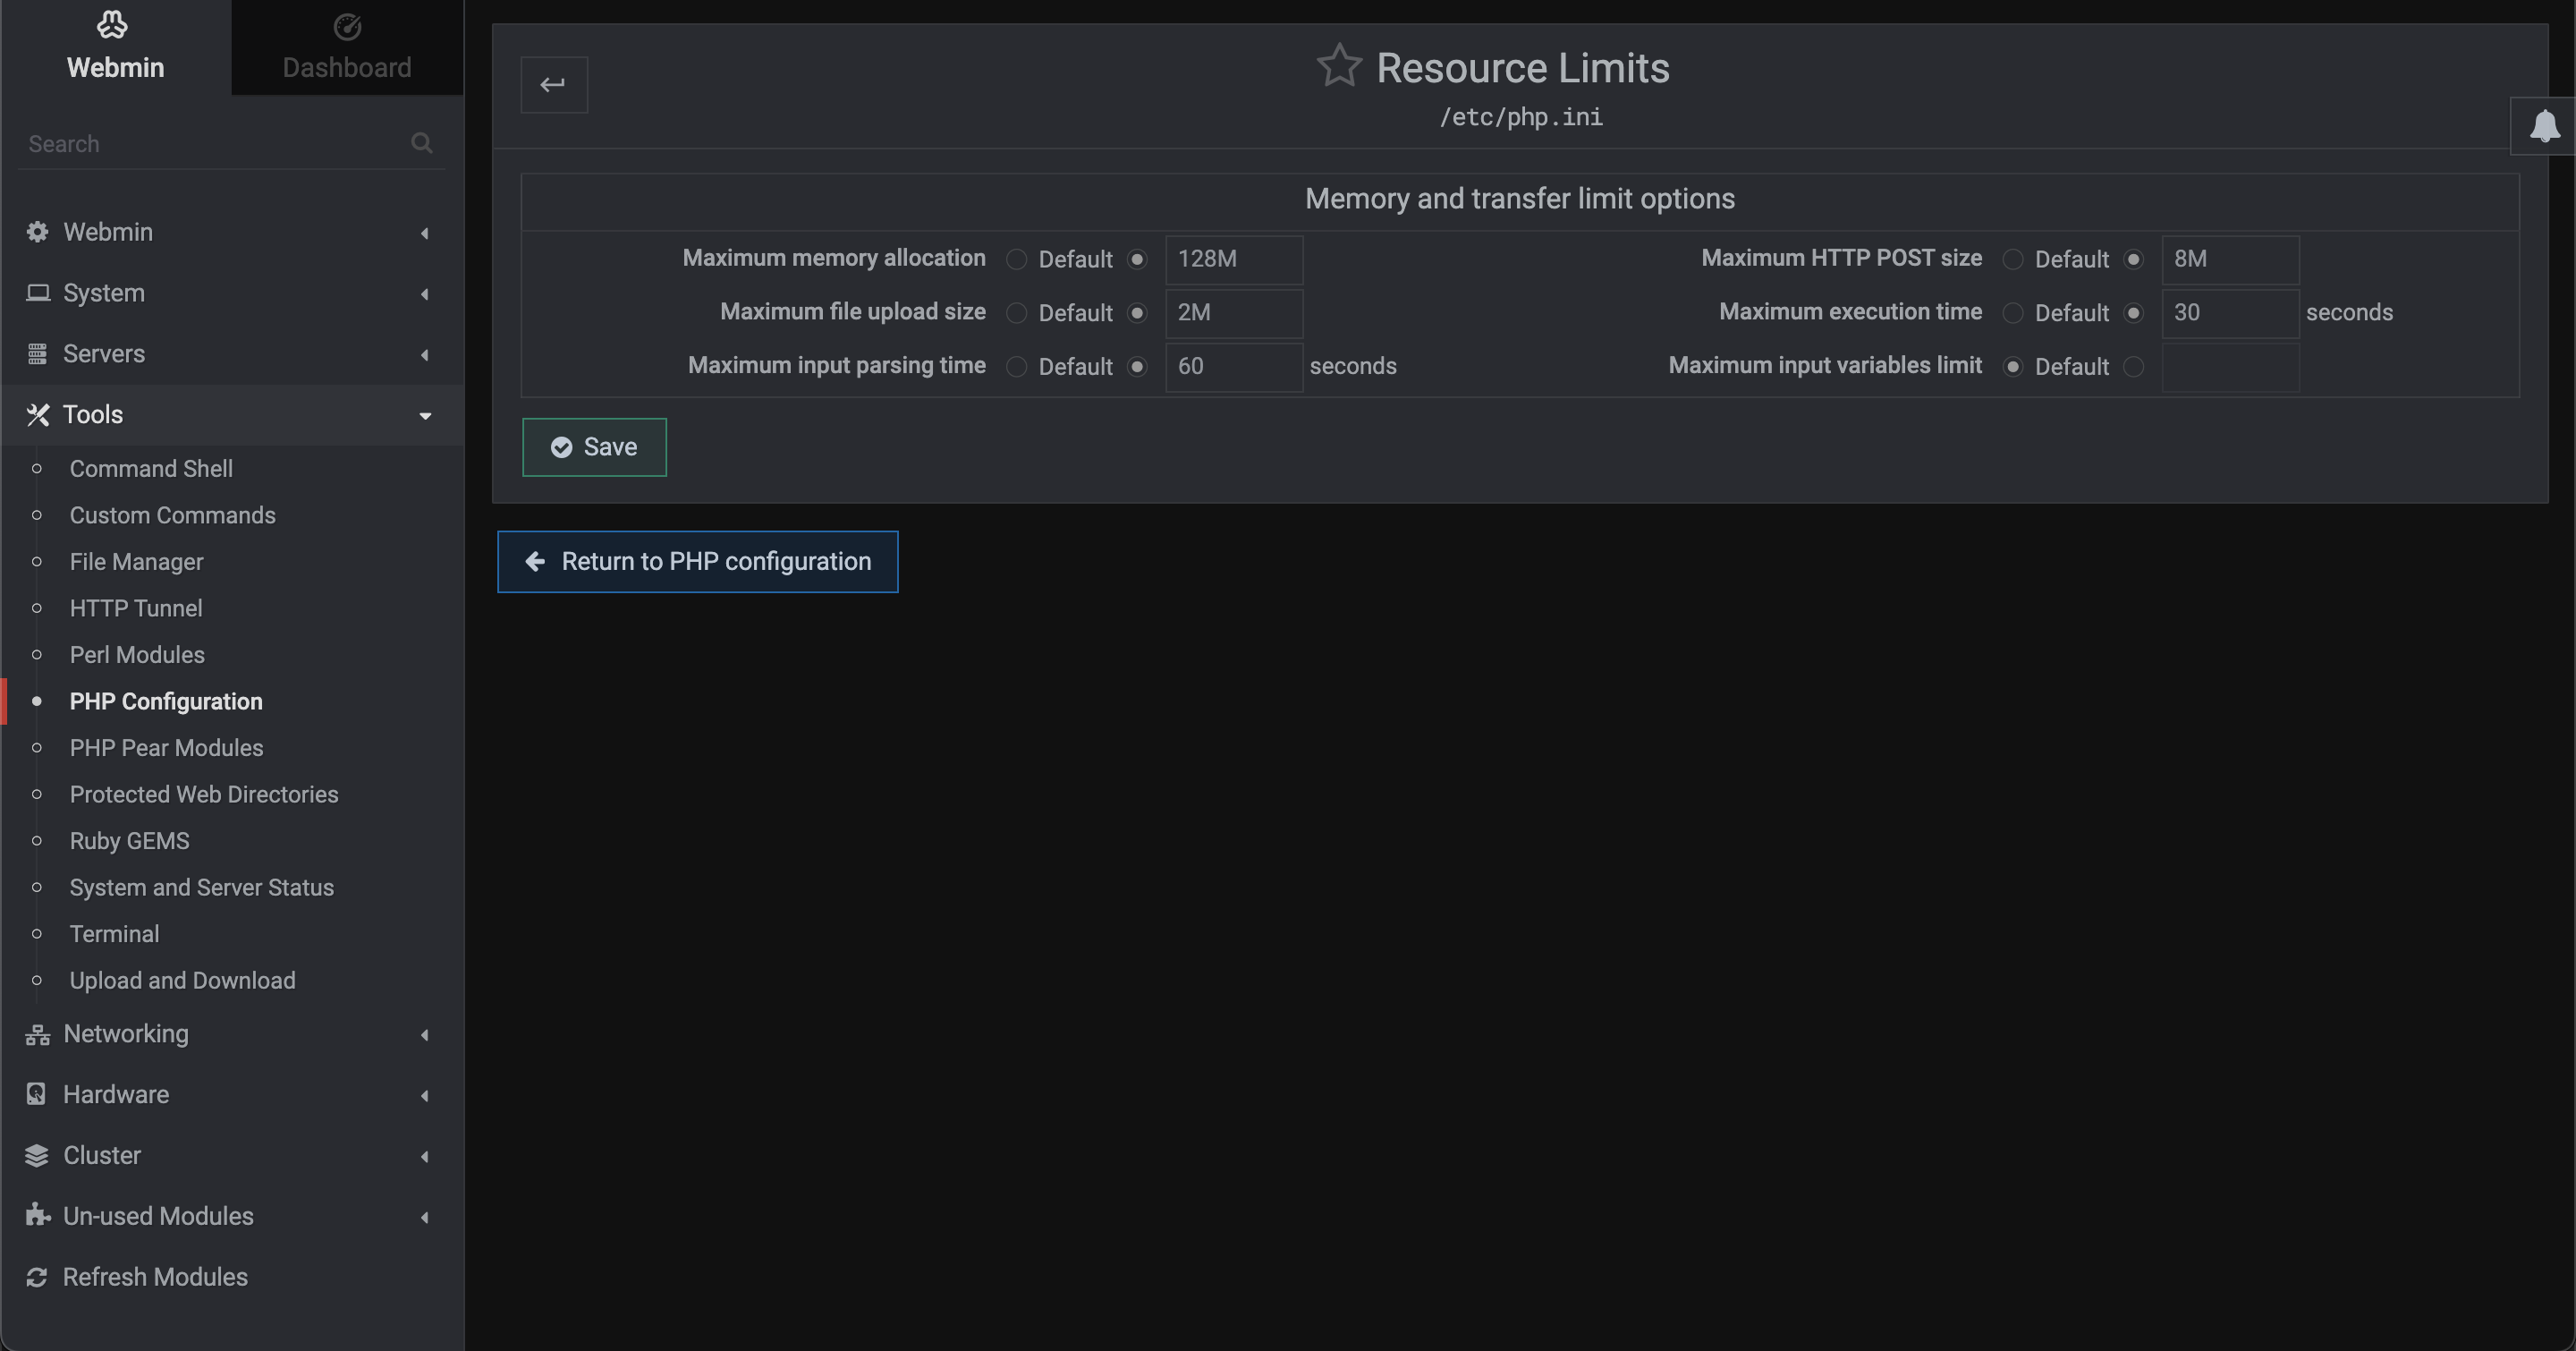 Webmin
Dashboard
Search
Webmin
System
Servers
Tools
Command Shell
Custom Commands
File Manager
HTTP Tunnel
Perl Modules
PHP Configuration
PHP Pear Modules
Protected Web Directories
Ruby GEMS
System and Server Status
Terminal
Upload and Download
Networking
Hardware
Cluster
Un-used Modules
Refresh Modules
Resource Limits
/etc/php.ini
Memory and transfer limit options
Maximum memory allocation Default 128M Maximum HTTP POST size Default 8M
Maximum file upload size Default 2M Maximum execution time Default 30 seconds
Maximum input parsing time Default 60 seconds Maximum input variables limit Default
Save
Return to PHP configuration